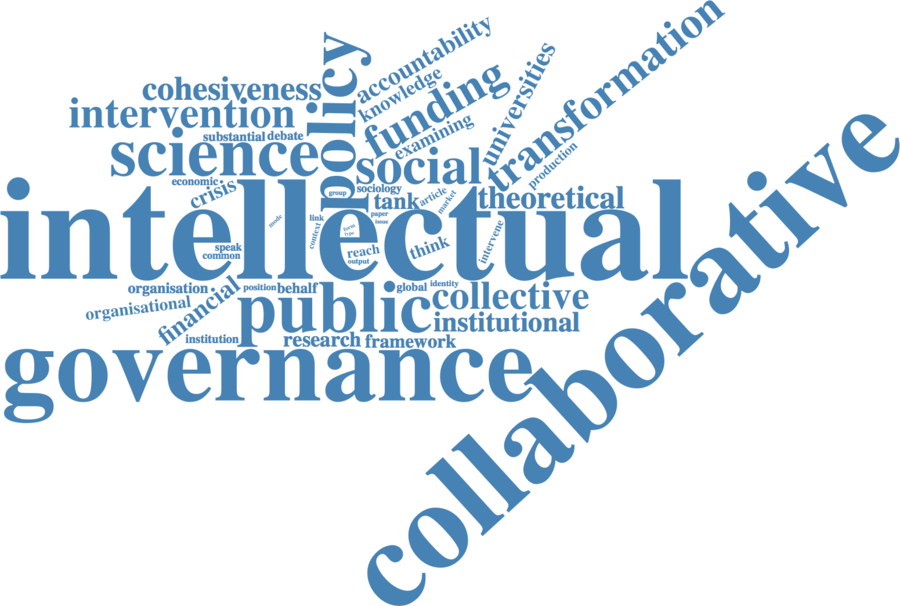 transformation
accountability
universities
policy
knowledge
funding
cohesiveness
intervention
examining
collaborative
substantial
debate
science
social
production
economic
crisis
group
sociology
tank
article
market
theoretical
intellectual
mode
link
context
paper
issue
form
type
speak
common
reach
output
think
intervene
organisation
organisational
financial
position
behalf
global
identity
collective
public
institutional
institution
research
framework
governance